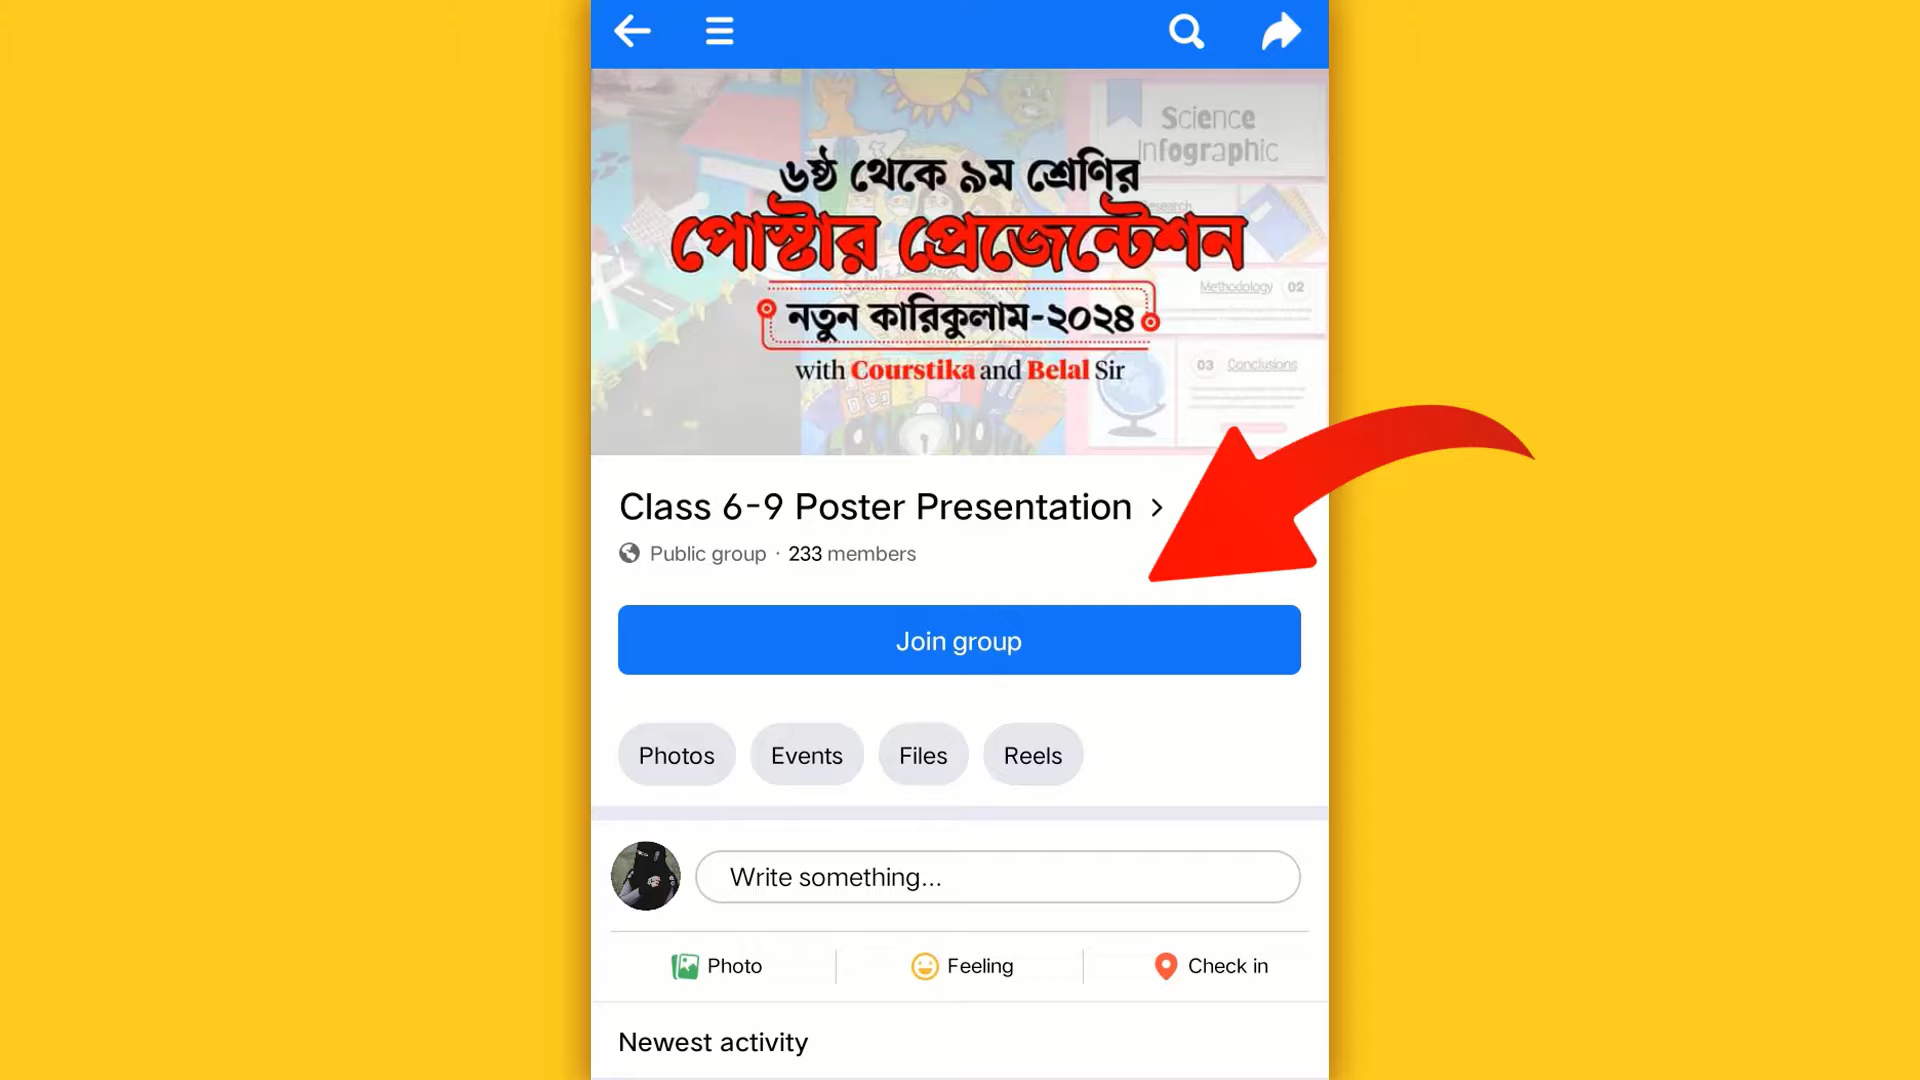 Science
Infographic
৬ষ্ঠ থেকে ৯ম শ্রেণির
পোস্টার প্রেজেন্টেশন
Research
Methodology 02
নতুন কারিকুলাম-২০২৪
with Courstika and Belal Sir
03 Conclusions
Class 6-9 Poster Presentation >
Public group · 233 members
Join group
Photos Events Files Reels
Write something...
Photo Feeling Check in
Newest activity